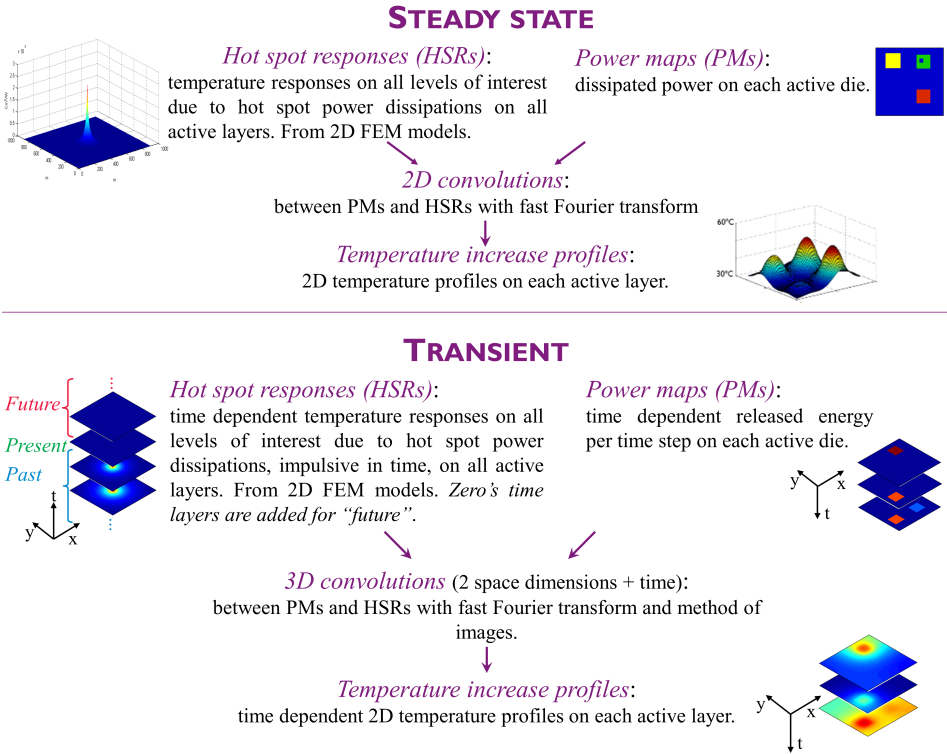 STEADY STATE
Hot spot responses (HSRs):
temperature responses on all levels of interest
due to hot spot power dissipations on all
active layers. From 2D FEM models.
Power maps (PMs):
dissipated power on each active die.
2D convolutions:
between PMs and HSRs with fast Fourier transform
Temperature increase profiles:
2D temperature profiles on each active layer.
60°C
30°C
TRANSIENT
Future
Present
Past
t
y
x
Hot spot responses (HSRs):
time dependent temperature responses on all
levels of interest due to hot spot power
dissipations, impulsive in time, on all active
layers. From 2D FEM models. Zero's time
layers are added for “future”.
Power maps (PMs):
time dependent released energy
per time step on each active die.
y
x
t
3D convolutions (2 space dimensions + time):
between PMs and HSRs with fast Fourier transform and method of
images.
Temperature increase profiles:
time dependent 2D temperature profiles on each active layer.
y
x
t